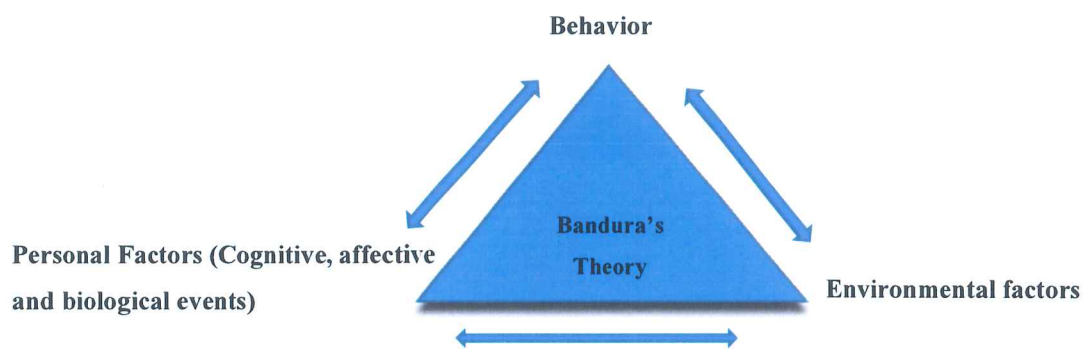 Behavior
Bandura's
Theory
Personal Factors (Cognitive, affective
and biological events)
Environmental factors